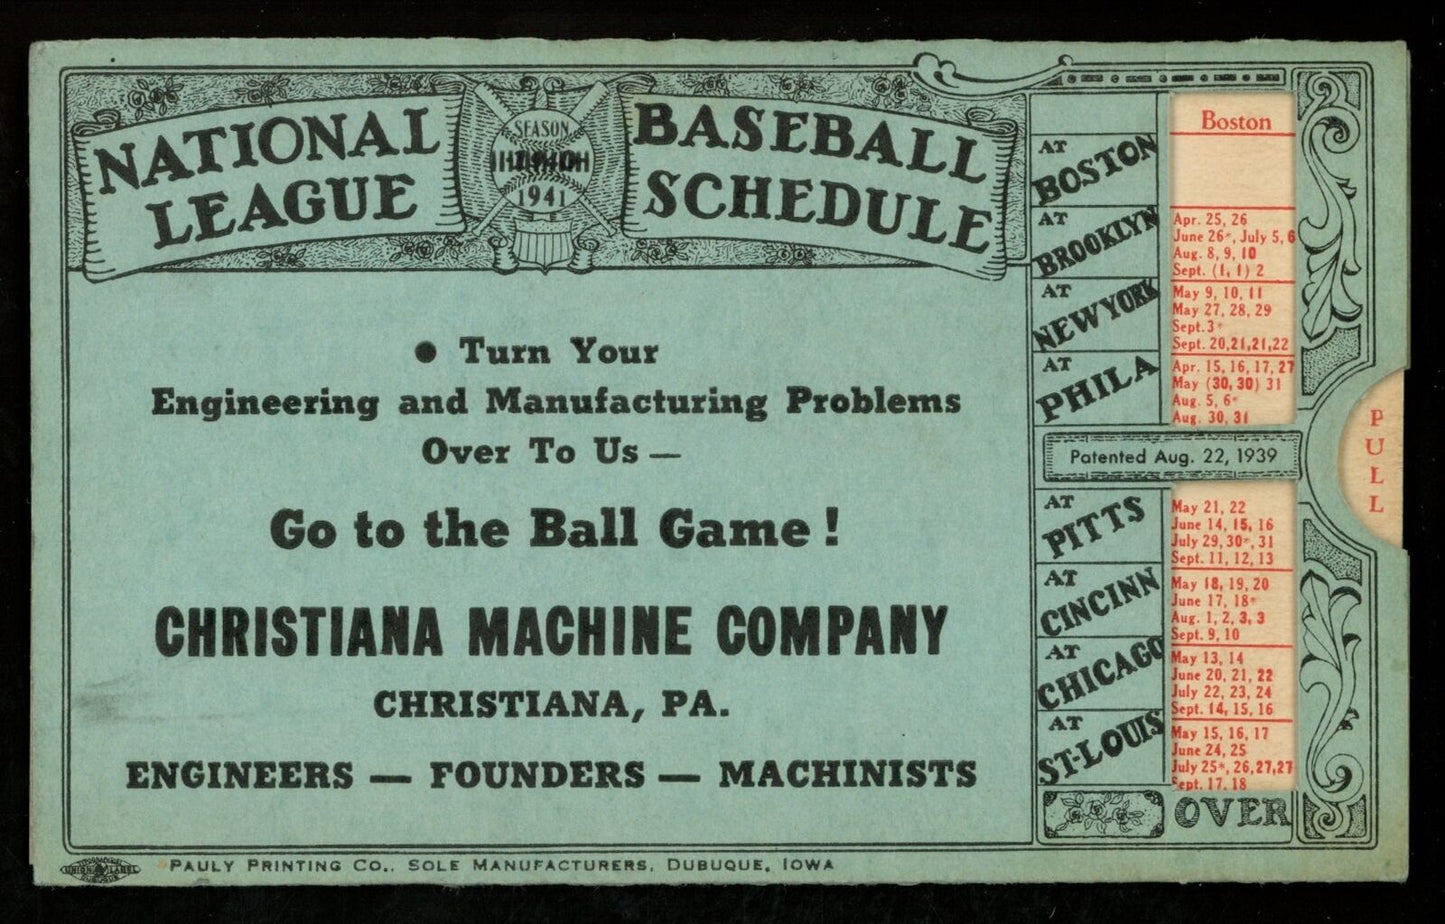 NATIONAL LEAGUE
BASEBALL SCHEDULE
SEASON
1941
● Turn Your
Engineering and Manufacturing Problems
Over To Us —
Go to the Ball Game !
CHRISTIANA MACHINE COMPANY
CHRISTIANA, PA.
ENGINEERS — FOUNDERS — MACHINISTS
PAULY PRINTING CO., SOLE MANUFACTURERS, DUBUQUE, IOWA
Boston
AT BOSTON
AT BROOKLYN
Apr. 25, 26
June 26*, July 5, 6
Aug. 8, 9, 10
Sept. (1, 1) 2
AT NEW YORK
May 9, 10, 11
May 27, 28, 29
Sept. 3*
Sept. 20,21,21,22
AT PHILA
Apr. 15, 16, 17, 27
May (30, 30) 31
Aug. 5, 6*
Aug. 30, 31
Patented Aug. 22, 1939
AT PITTS
May 21, 22
June 14, 15, 16
July 29, 30*, 31
Sept. 11, 12, 13
AT CINCINN
May 18, 19, 20
June 17, 18*
Aug. 1, 2, 3, 3
Sept. 9, 10
AT CHICAGO
May 13, 14
June 20, 21, 22
July 22, 23, 24
Sept. 14, 15, 16
AT ST-LOUIS
May 15, 16, 17
June 24, 25
July 25*, 26,27,27
Sept. 17, 18
OVER
PULL